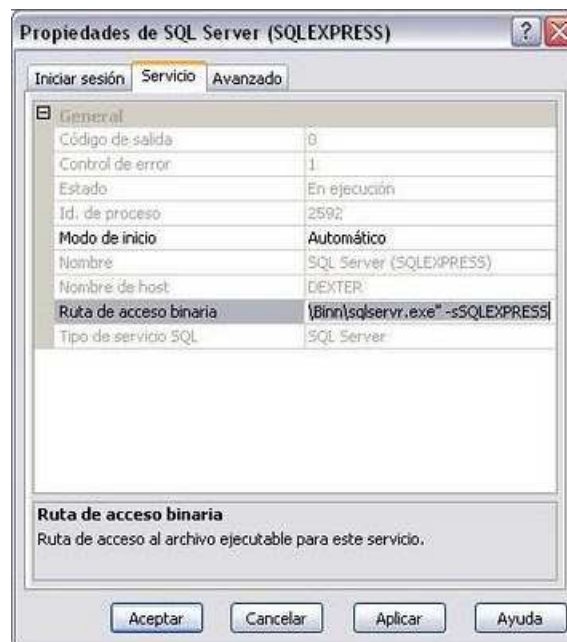 Propiedades de SQL Server (SQLEXPRESS)
Iniciar sesión Servicio Avanzado
General
Código de salida 0
Control de error 1
Estado En ejecución
Id. de proceso 2592
Modo de inicio Automático
Nombre SQL Server (SQLEXPRESS)
Nombre de host DEXTER
Ruta de acceso binaria \Binn\sqlservr.exe" -sSQLEXPRESS
Tipo de servicio SQL SQL Server
Ruta de acceso binaria
Ruta de acceso al archivo ejecutable para este servicio.
Aceptar Cancelar Aplicar Ayuda